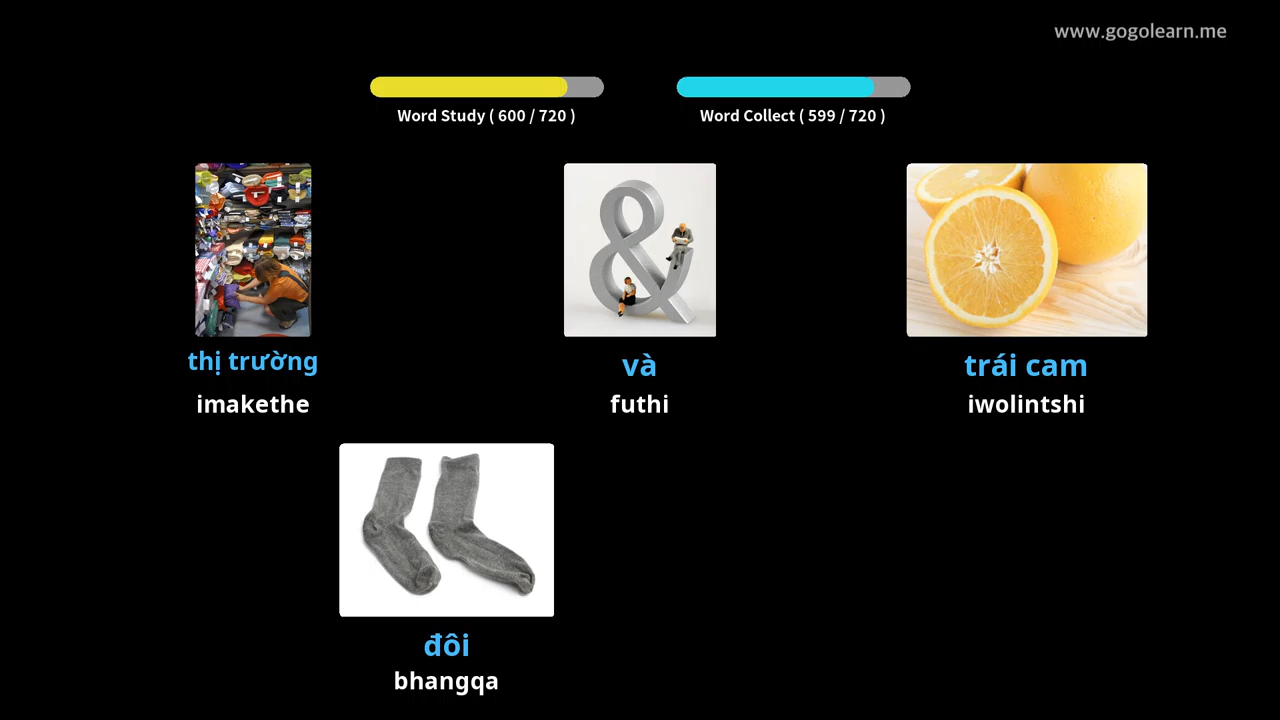 www.gogolearn.me
Word Study ( 600 / 720 )
Word Collect ( 599 / 720 )
thị trường
imakethe
và
futhi
trái cam
iwolintshi
đôi
bhangqa